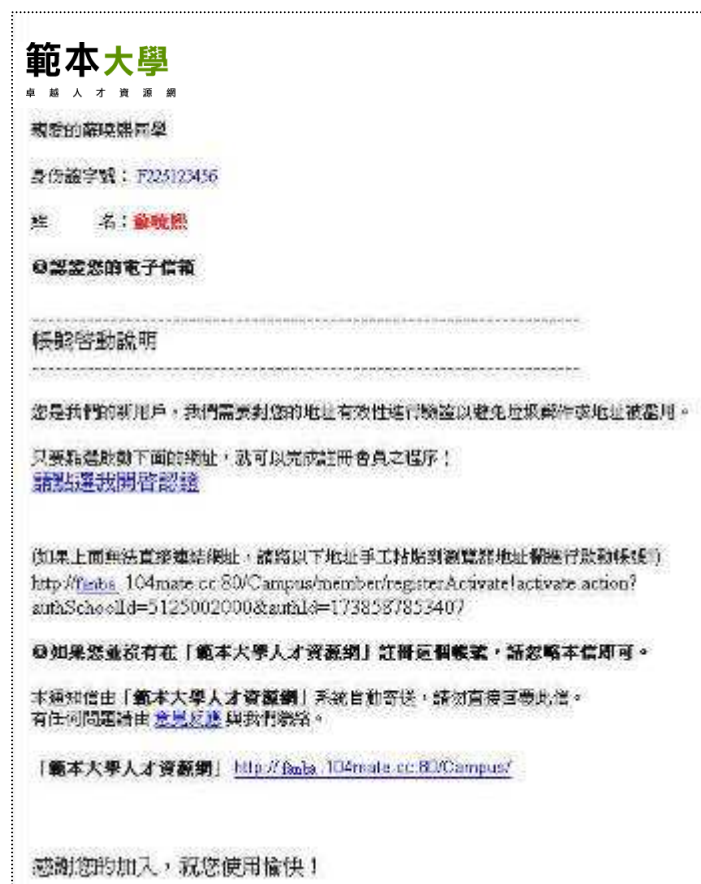 範本大學
卓越人才資源網
親愛的蘇曉熙同學
身份證字號：F225123456
姓 名：蘇曉熙
認證您的電子信箱
帳號啓動說明
您是我們的新用戶，我們需要對您的地址有效性進行驗證以避免垃圾郵件或地址被濫用。
只要點選啟動下面的網址，就可以完成註冊會員之程序！
請點選我開啓認證
(如果上面無法直接連結網址，請將以下地址手工粘貼到瀏覽器地址欄進行啟動帳號!)
http://fanba.104mate.cc:80/Campus/member/registerActivate!activate.action?
authSchoolId=5125002000&authId=1738587853407
如果您並沒有在「範本大學人才資源網」註冊這個帳號，請忽略本信即可。
本通知信由「範本大學人才資源網」系統自動寄送，請勿直接回覆此信。
有任何問題請由 意見反應 與我們聯絡。
「範本大學人才資源網」 http://fanba.104mate.cc:80/Campus/
感謝您的加入，祝您使用愉快！